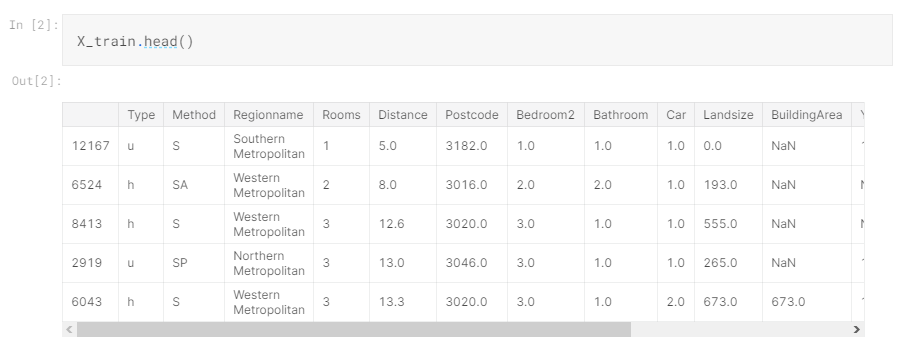 In [2]:
X_train.head()
Out[2]:
Type Method Regionname Rooms Distance Postcode Bedroom2 Bathroom Car Landsize BuildingArea
12167 u S Southern Metropolitan 1 5.0 3182.0 1.0 1.0 1.0 0.0 NaN
6524 h SA Western Metropolitan 2 8.0 3016.0 2.0 2.0 1.0 193.0 NaN
8413 h S Western Metropolitan 3 12.6 3020.0 3.0 1.0 1.0 555.0 NaN
2919 u SP Northern Metropolitan 3 13.0 3046.0 3.0 1.0 1.0 265.0 NaN
6043 h S Western Metropolitan 3 13.3 3020.0 3.0 1.0 2.0 673.0 673.0